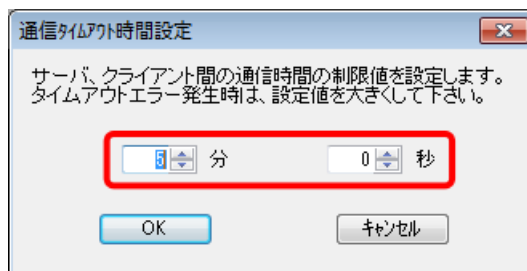 通信ﾀｲﾑｱｳﾄ時間設定
サーバ、クライアント間の通信時間の制限値を設定します。
タイムアウトエラー発生時は、設定値を大きくして下さい。
5 分 0 秒
OK ｷｬﾝｾﾙ